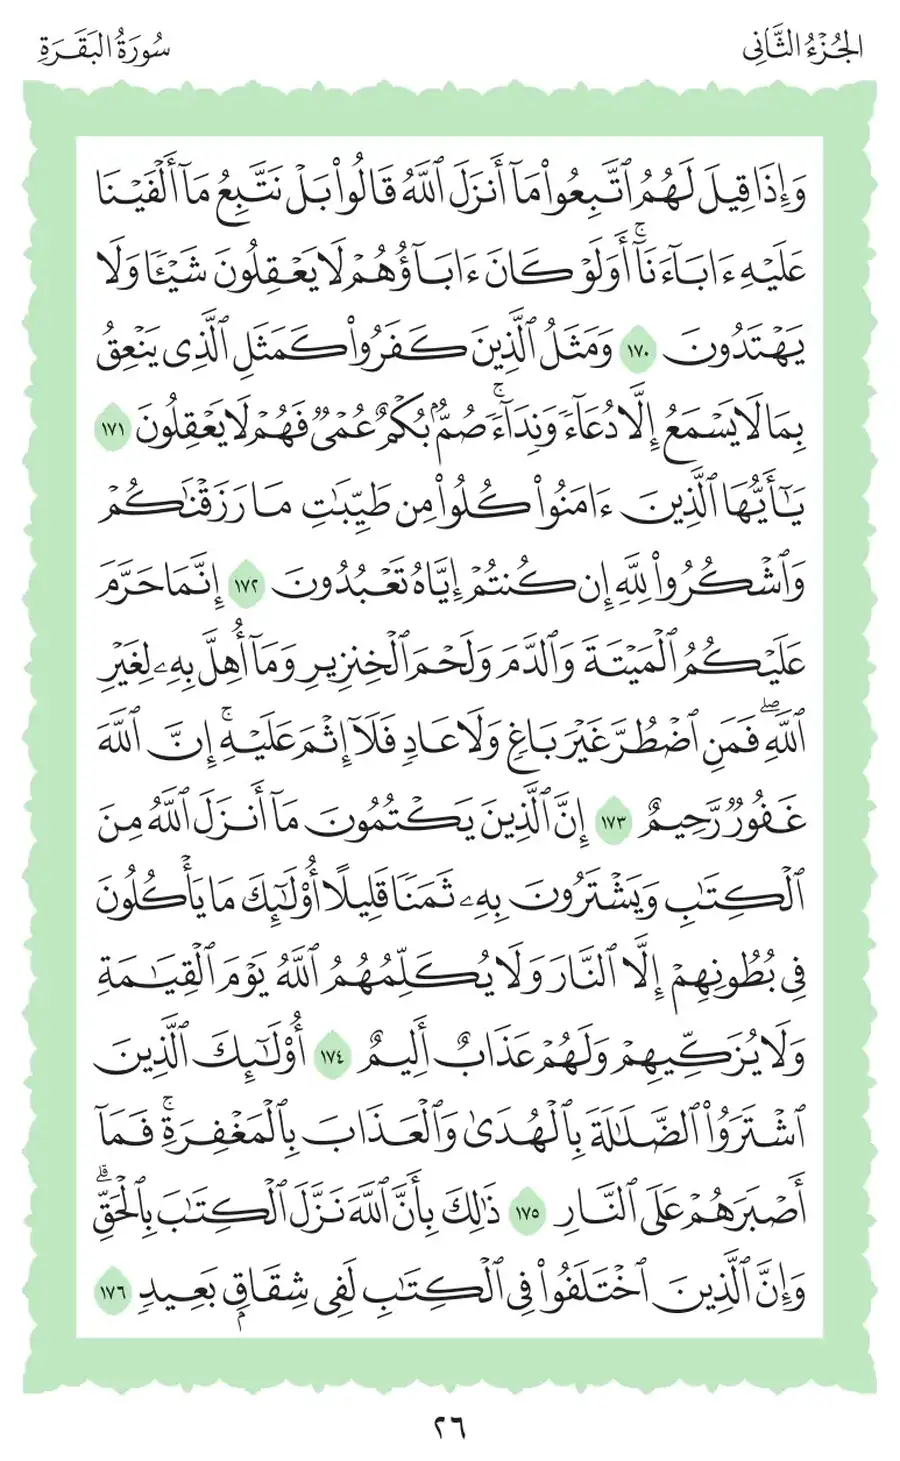 الجُزْءُ الثَّانِي
سُورَةُ البَقَرَةِ
وَإِذَا قِيلَ لَهُمُ ٱتَّبِعُوا۟ مَآ أَنزَلَ ٱللَّهُ قَالُوا۟ بَلْ نَتَّبِعُ مَآ أَلْفَيْنَا
عَلَيْهِ ءَابَآءَنَآ ۚ أَوَلَوْ كَانَ ءَابَآؤُهُمْ لَا يَعْقِلُونَ شَيْـًٔا وَلَا
يَهْتَدُونَ ١٧٠ وَمَثَلُ ٱلَّذِينَ كَفَرُوا۟ كَمَثَلِ ٱلَّذِى يَنْعِقُ
بِمَا لَا يَسْمَعُ إِلَّا دُعَآءً وَنِدَآءً ۚ صُمٌّۢ بُكْمٌ عُمْىٌ فَهُمْ لَا يَعْقِلُونَ ١٧١
يَـٰٓأَيُّهَا ٱلَّذِينَ ءَامَنُوا۟ كُلُوا۟ مِن طَيِّبَـٰتِ مَا رَزَقْنَـٰكُمْ
وَٱشْكُرُوا۟ لِلَّهِ إِن كُنتُمْ إِيَّاهُ تَعْبُدُونَ ١٧٢ إِنَّمَا حَرَّمَ
عَلَيْكُمُ ٱلْمَيْتَةَ وَٱلدَّمَ وَلَحْمَ ٱلْخِنزِيرِ وَمَآ أُهِلَّ بِهِۦ لِغَيْرِ
ٱللَّهِ ۖ فَمَنِ ٱضْطُرَّ غَيْرَ بَاغٍ وَلَا عَادٍ فَلَآ إِثْمَ عَلَيْهِ ۚ إِنَّ ٱللَّهَ
غَفُورٌ رَّحِيمٌ ١٧٣ إِنَّ ٱلَّذِينَ يَكْتُمُونَ مَآ أَنزَلَ ٱللَّهُ مِنَ
ٱلْكِتَـٰبِ وَيَشْتَرُونَ بِهِۦ ثَمَنًا قَلِيلًا أُو۟لَـٰٓئِكَ مَا يَأْكُلُونَ
فِى بُطُونِهِمْ إِلَّا ٱلنَّارَ وَلَا يُكَلِّمُهُمُ ٱللَّهُ يَوْمَ ٱلْقِيَـٰمَةِ
وَلَا يُزَكِّيهِمْ وَلَهُمْ عَذَابٌ أَلِيمٌ ١٧٤ أُو۟لَـٰٓئِكَ ٱلَّذِينَ
ٱشْتَرَوُا۟ ٱلضَّلَـٰلَةَ بِٱلْهُدَىٰ وَٱلْعَذَابَ بِٱلْمَغْفِرَةِ ۚ فَمَآ
أَصْبَرَهُمْ عَلَى ٱلنَّارِ ١٧٥ ذَٰلِكَ بِأَنَّ ٱللَّهَ نَزَّلَ ٱلْكِتَـٰبَ بِٱلْحَقِّ ۗ
وَإِنَّ ٱلَّذِينَ ٱخْتَلَفُوا۟ فِى ٱلْكِتَـٰبِ لَفِى شِقَاقٍۭ بَعِيدٍ ١٧٦
٢٦